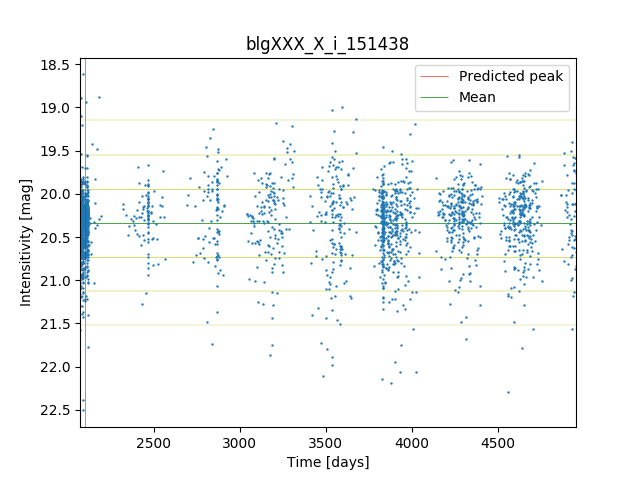 blgXXX_X_i_151438
Predicted peak
Mean
18.5
19.0
19.5
20.0
20.5
21.0
21.5
22.0
22.5
Intensitivity [mag]
2500
3000
3500
4000
4500
Time [days]